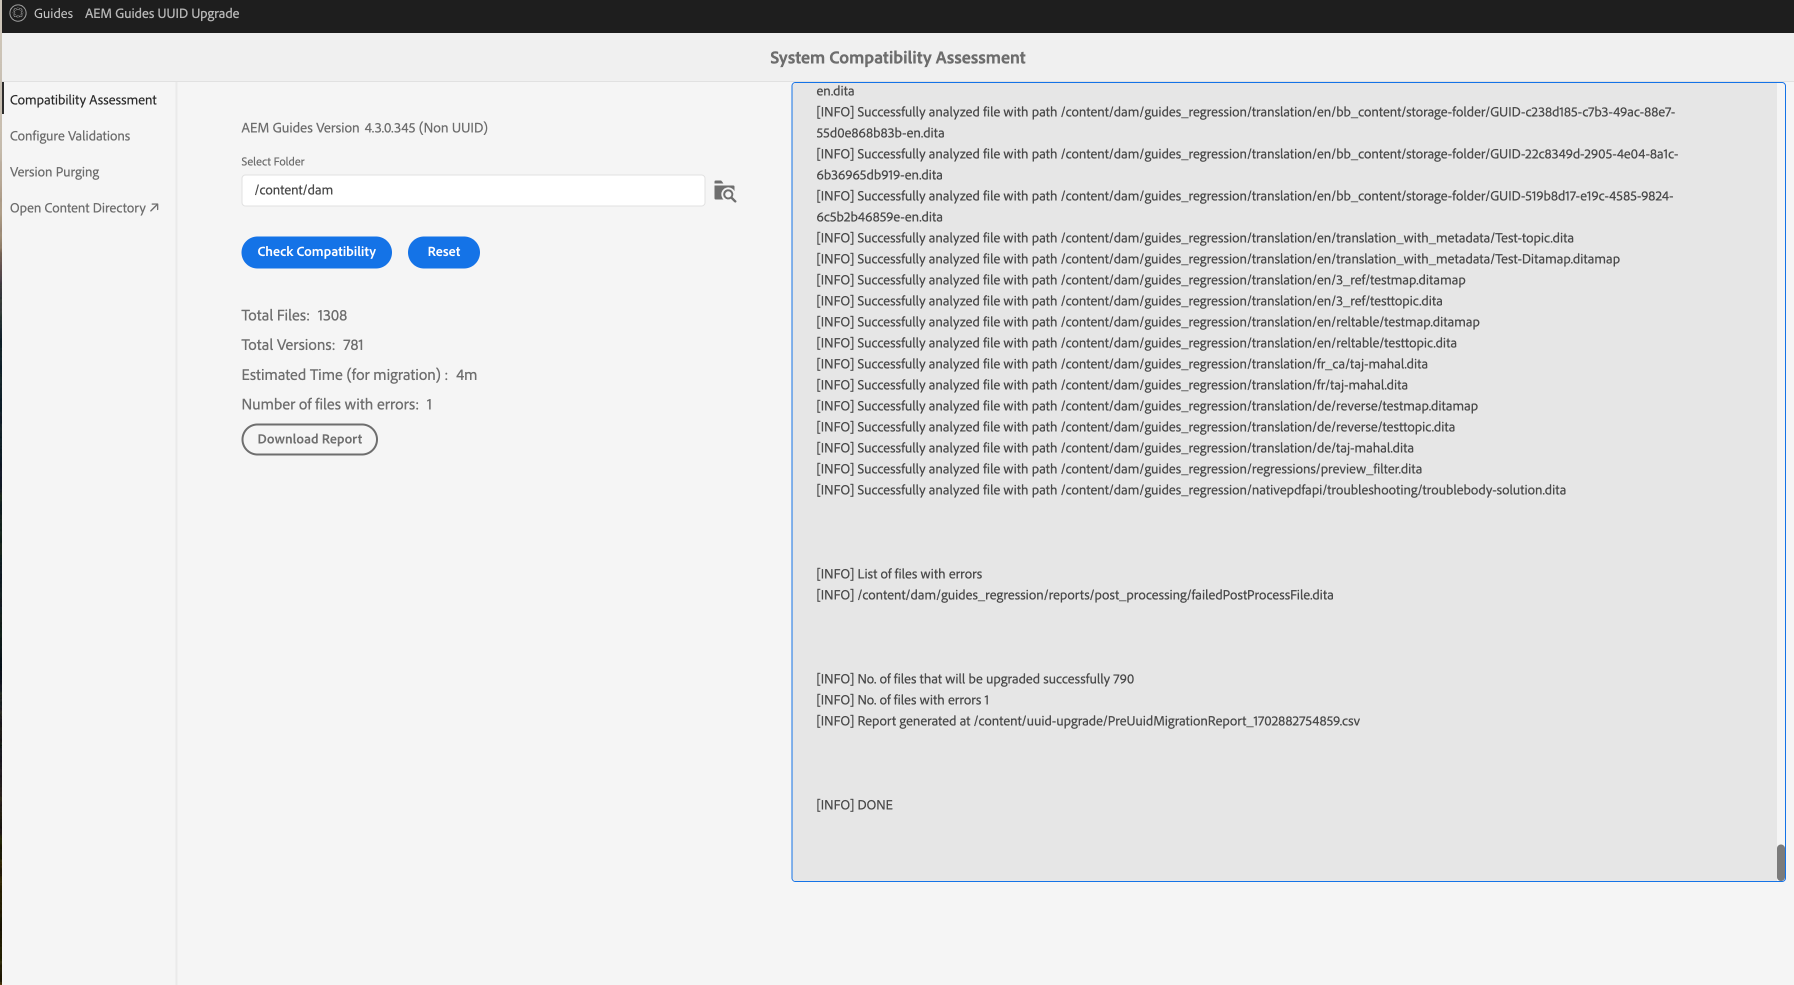 Guides AEM Guides UUID Upgrade
System Compatibility Assessment
Compatibility Assessment
Configure Validations
Version Purging
Open Content Directory
AEM Guides Version 4.3.0.345 (Non UUID)
Select Folder
/content/dam
Check Compatibility
Reset
Total Files: 1308
Total Versions: 781
Estimated Time (for migration) : 4m
Number of files with errors: 1
Download Report
en.dita
[INFO] Successfully analyzed file with path /content/dam/guides_regression/translation/en/bb_content/storage-folder/GUID-c238d185-c7b3-49ac-88e7-
55d0e868b83b-en.dita
[INFO] Successfully analyzed file with path /content/dam/guides_regression/translation/en/bb_content/storage-folder/GUID-22c8349d-2905-4e04-8a1c-
6b36965db919-en.dita
[INFO] Successfully analyzed file with path /content/dam/guides_regression/translation/en/bb_content/storage-folder/GUID-519b8d17-e19c-4585-9824-
6c5b2b46859e-en.dita
[INFO] Successfully analyzed file with path /content/dam/guides_regression/translation/en/translation_with_metadata/Test-topic.dita
[INFO] Successfully analyzed file with path /content/dam/guides_regression/translation/en/translation_with_metadata/Test-Ditamap.ditamap
[INFO] Successfully analyzed file with path /content/dam/guides_regression/translation/en/3_ref/testmap.ditamap
[INFO] Successfully analyzed file with path /content/dam/guides_regression/translation/en/3_ref/testtopic.dita
[INFO] Successfully analyzed file with path /content/dam/guides_regression/translation/en/reltable/testmap.ditamap
[INFO] Successfully analyzed file with path /content/dam/guides_regression/translation/en/reltable/testtopic.dita
[INFO] Successfully analyzed file with path /content/dam/guides_regression/translation/fr_ca/taj-mahal.dita
[INFO] Successfully analyzed file with path /content/dam/guides_regression/translation/fr/taj-mahal.dita
[INFO] Successfully analyzed file with path /content/dam/guides_regression/translation/de/reverse/testmap.ditamap
[INFO] Successfully analyzed file with path /content/dam/guides_regression/translation/de/reverse/testtopic.dita
[INFO] Successfully analyzed file with path /content/dam/guides_regression/translation/de/taj-mahal.dita
[INFO] Successfully analyzed file with path /content/dam/guides_regression/regressions/preview_filter.dita
[INFO] Successfully analyzed file with path /content/dam/guides_regression/nativepdfapi/troubleshooting/troublebody-solution.dita
[INFO] List of files with errors
[INFO] /content/dam/guides_regression/reports/post_processing/failedPostProcessFile.dita
[INFO] No. of files that will be upgraded successfully 790
[INFO] No. of files with errors 1
[INFO] Report generated at /content/uuid-upgrade/PreUuidMigrationReport_1702882754859.csv
[INFO] DONE